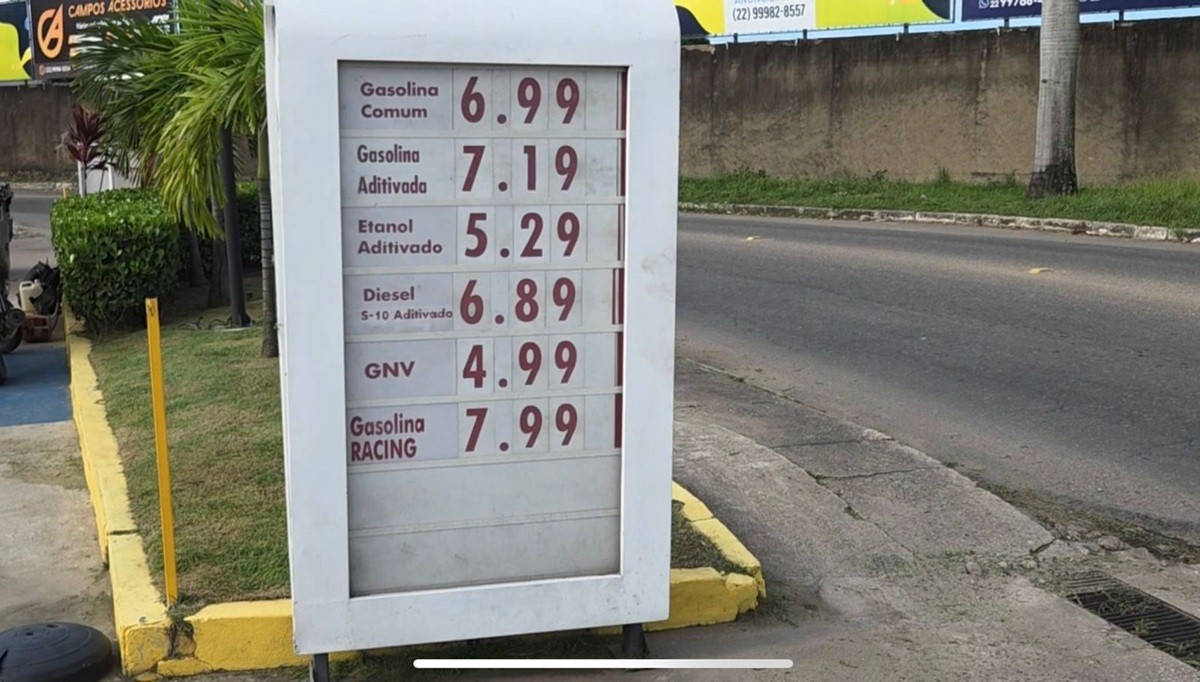 CAMPOS ACESSÓRIOS
(22) 99982-8557
Gasolina
Comum 6.99
Gasolina
Aditivada 7.19
Etanol
Aditivado 5.29
Diesel
S-10 Aditivado 6.89
GNV 4.99
Gasolina
RACING 7.99